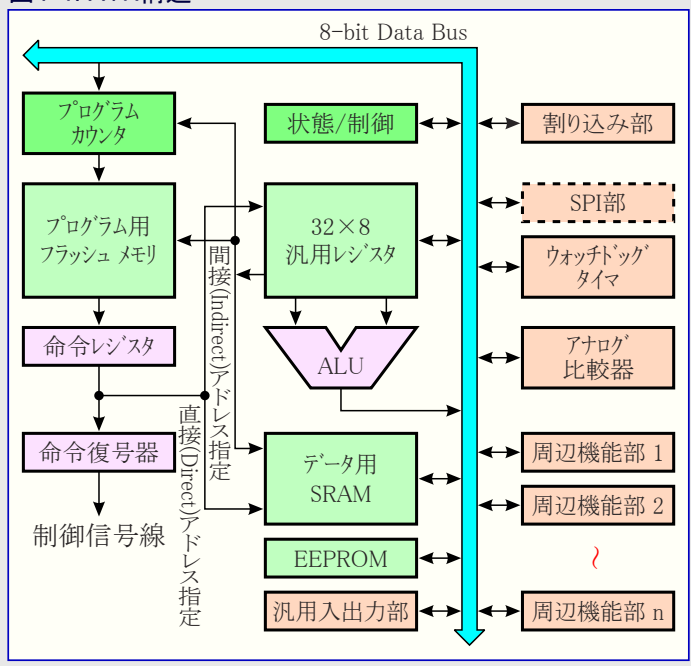 8-bit Data Bus
プログラム
カウンタ
状態/制御
割り込み部
プログラム用
フラッシュ メモリ
32×8
汎用レジスタ
SPI部
ウォッチドッグ
タイマ
間接(Indirect)アドレス指定
命令レジスタ
ALU
アナログ
比較器
直接(Direct)アドレス指定
命令復号器
データ用
SRAM
周辺機能部 1
周辺機能部 2
制御信号線
EEPROM
～
汎用入出力部
周辺機能部 n